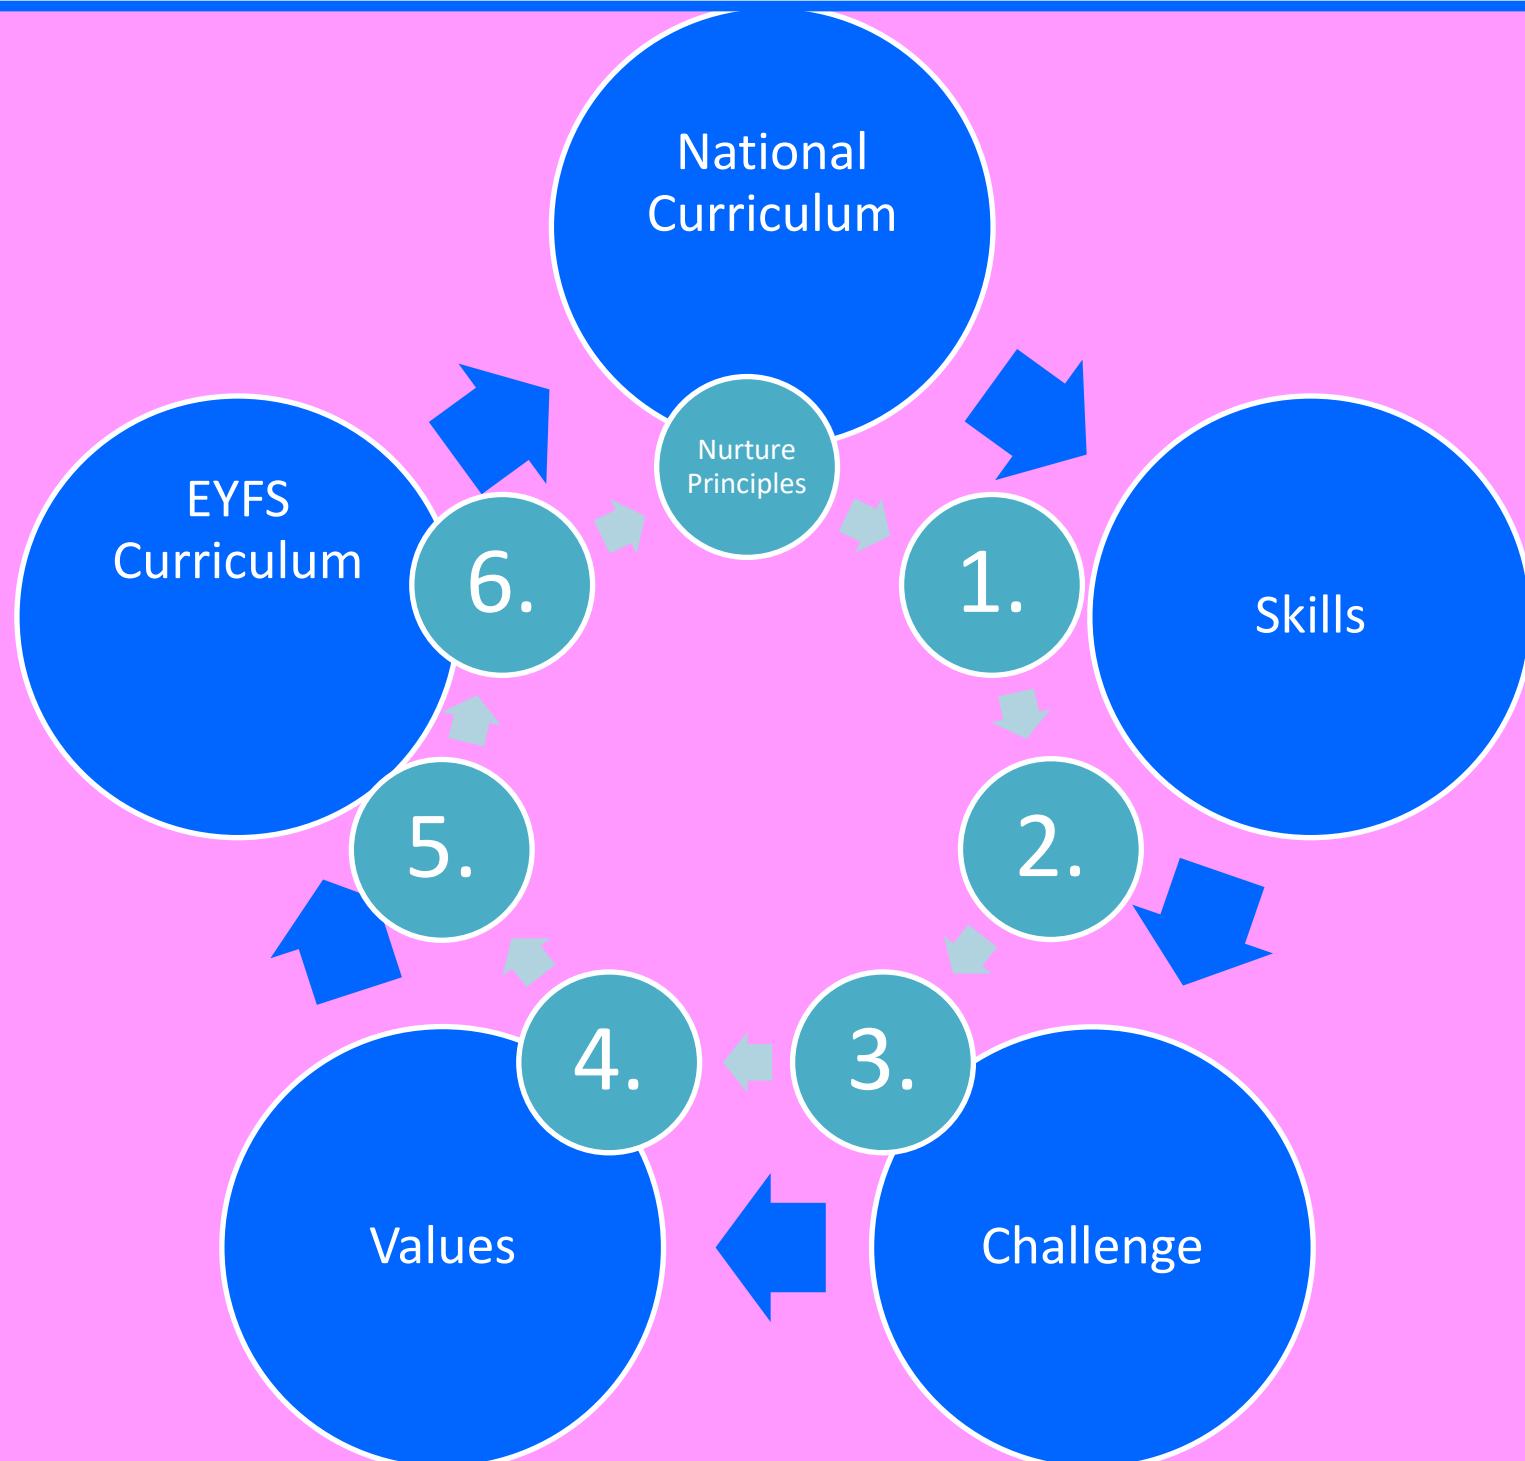 National
Curriculum
Nurture
Principles
EYFS
Curriculum
6.
1.
Skills
5.
2.
4.
3.
Values
Challenge